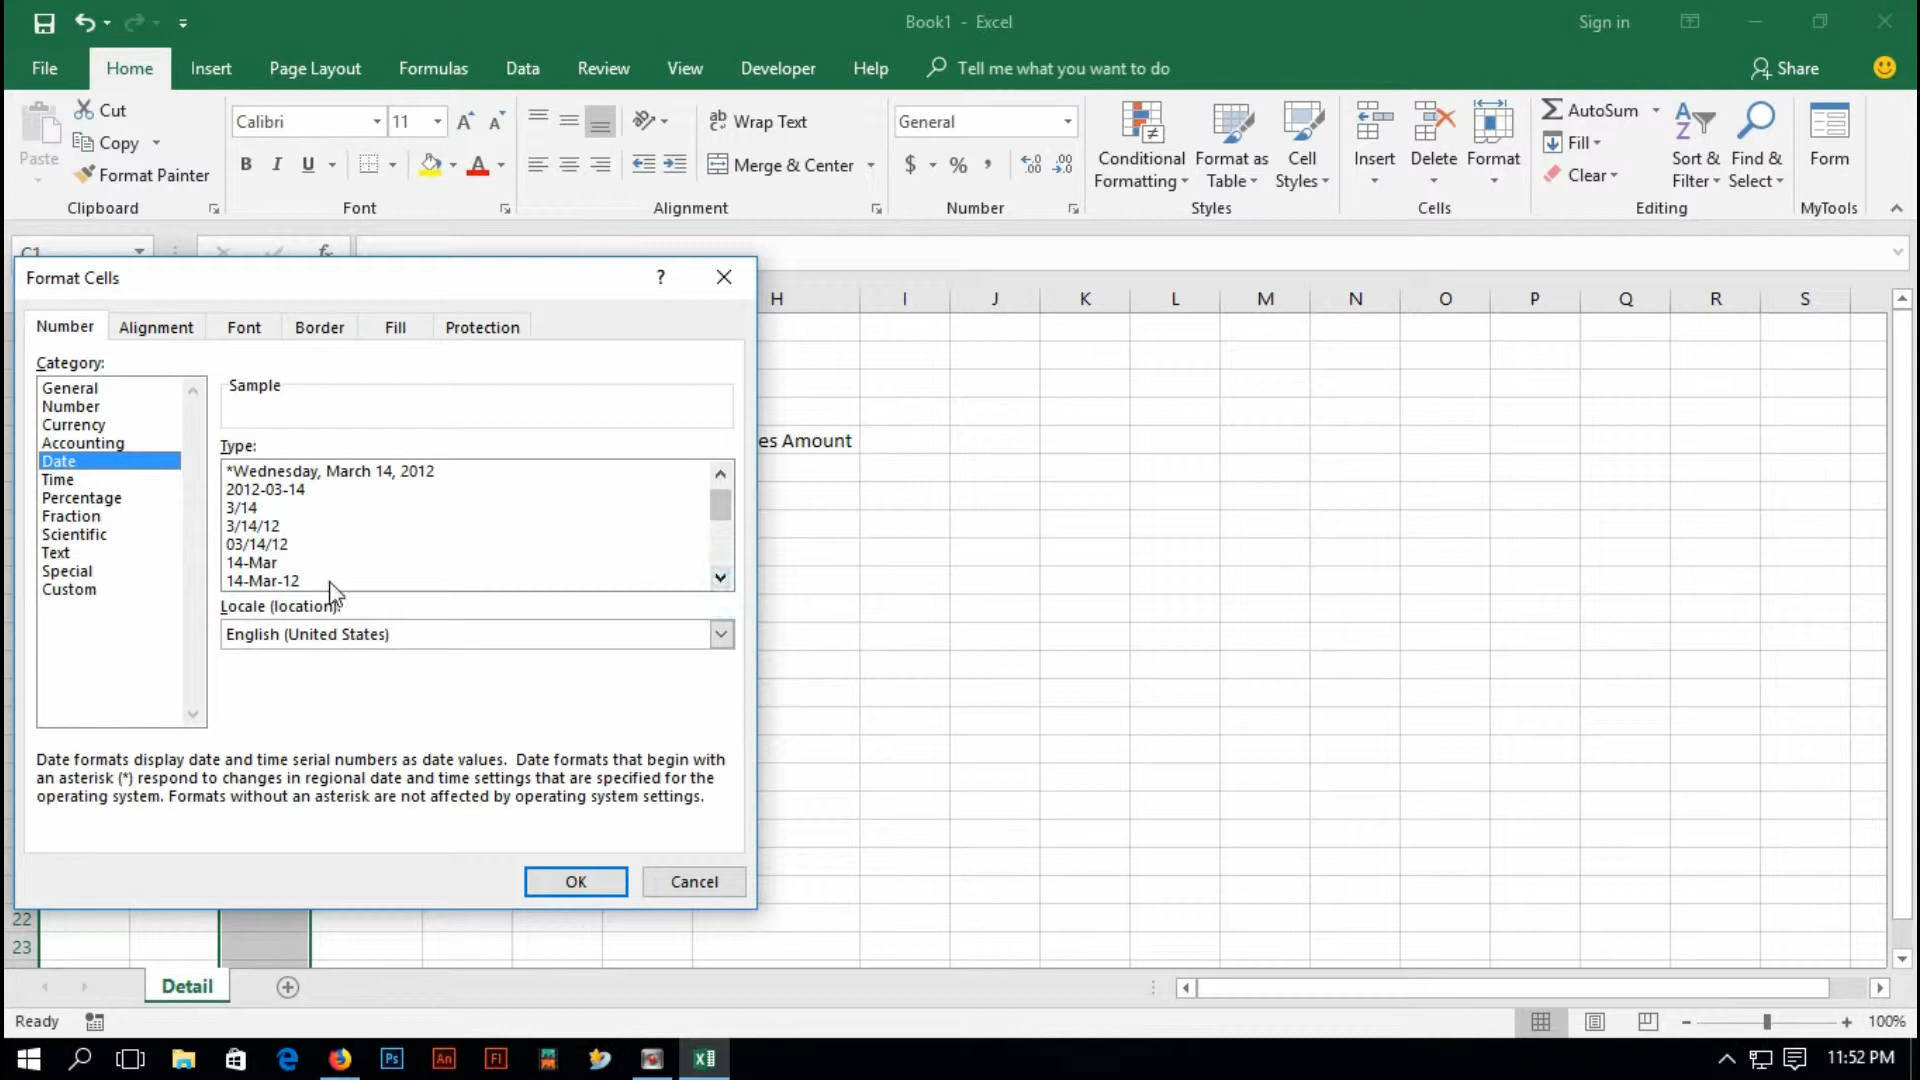 Book1 - Excel
Sign in
File Home Insert Page Layout Formulas Data Review View Developer Help Tell me what you want to do Share
Cut
Copy
Format Painter
Paste
Clipboard
Calibri 11
B I U A
Font
ab Wrap Text
Merge & Center
Alignment
General
$ % ,
Number
Conditional Formatting
Format as Table
Cell Styles
Styles
Insert Delete Format
Cells
AutoSum
Fill
Clear
Sort & Filter
Find & Select
Editing
Form
MyTools
C1
fx
H I J K L M N O P Q R S
es Amount
Format Cells
?
Number Alignment Font Border Fill Protection
Category:
General
Number
Currency
Accounting
Date
Time
Percentage
Fraction
Scientific
Text
Special
Custom
Sample
Type:
*Wednesday, March 14, 2012
2012-03-14
3/14
3/14/12
03/14/12
14-Mar
14-Mar-12
Locale (location):
English (United States)
Date formats display date and time serial numbers as date values. Date formats that begin with
an asterisk (*) respond to changes in regional date and time settings that are specified for the
operating system. Formats without an asterisk are not affected by operating system settings.
OK Cancel
22
23
Detail
Ready
100%
Ps An Fl
11:52 PM